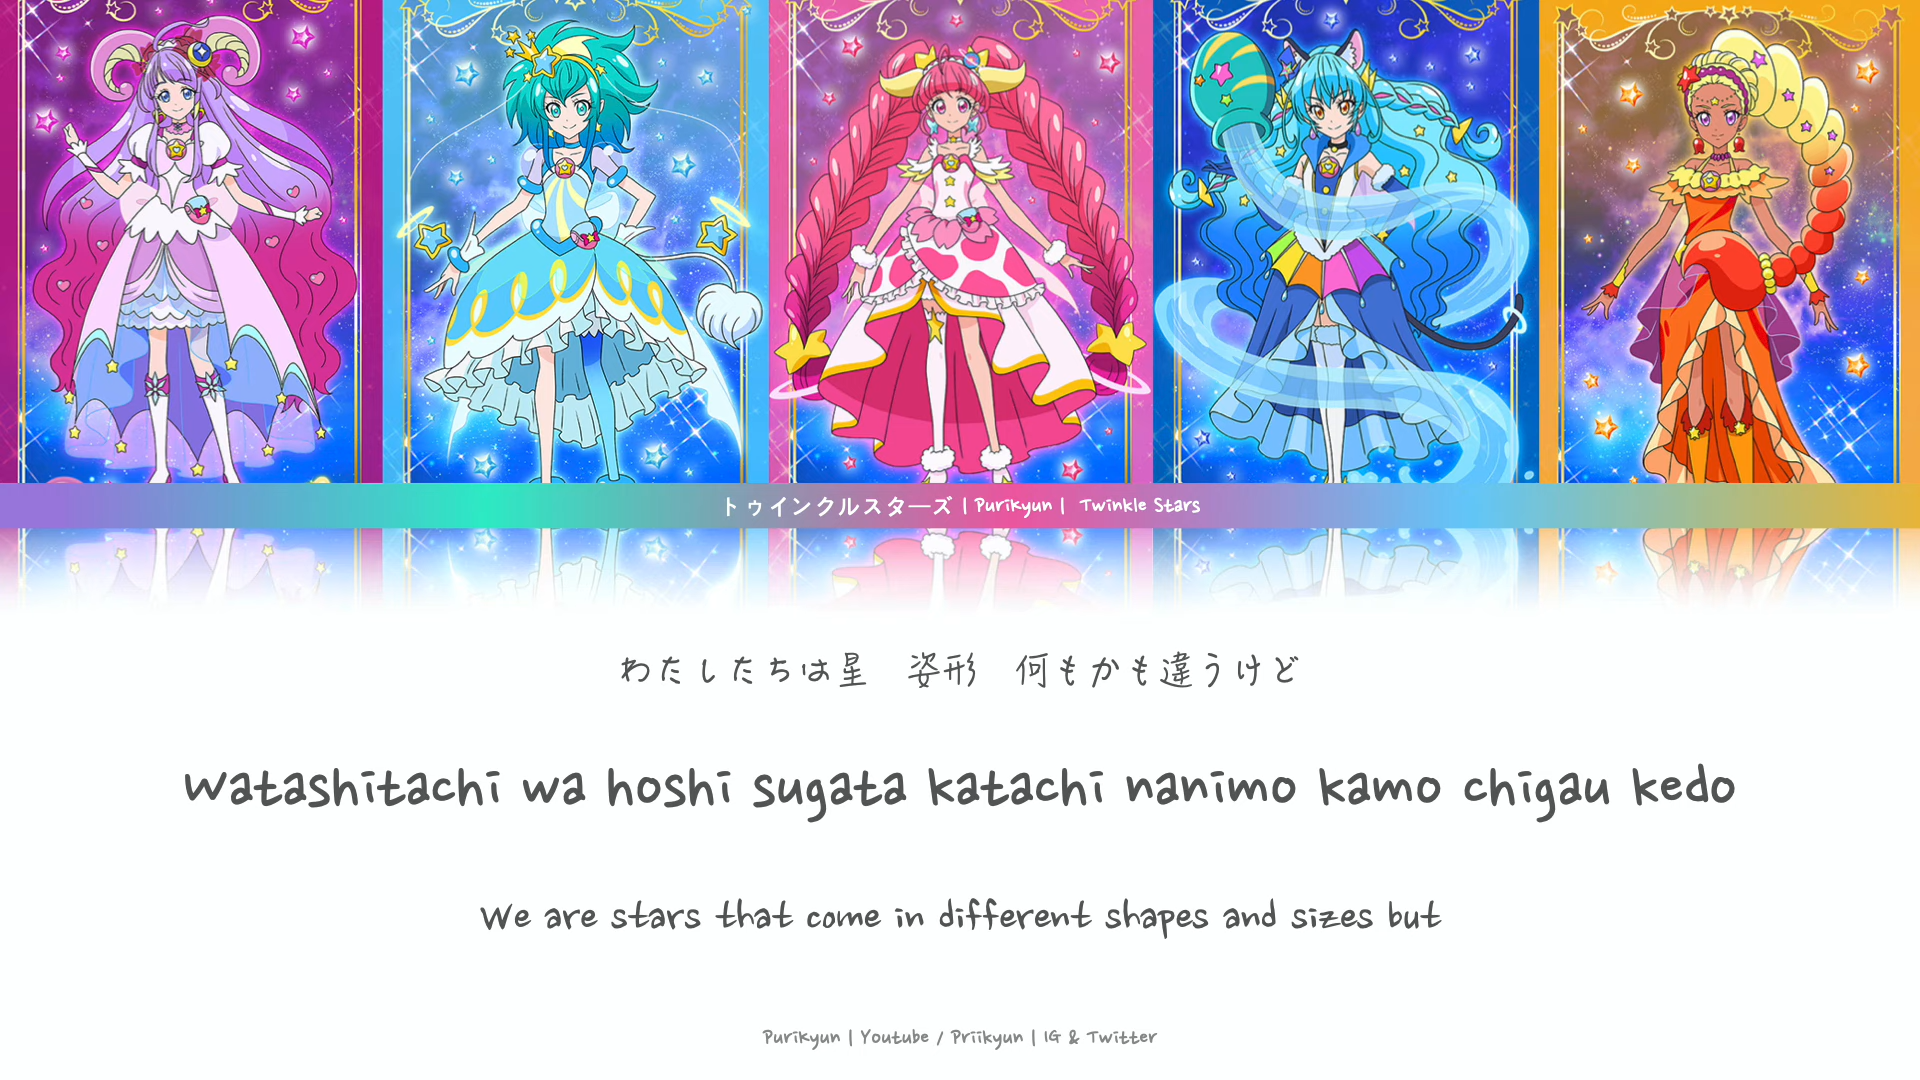 トゥインクルスターズ | Purikyun | Twinkle Stars
わたしたちは星　姿形　何もかも違うけど
watashitachi wa hoshi sugata katachi nanimo kamo chigau kedo
We are stars that come in different shapes and sizes but
Purikyun | Youtube / Priikyun | IG & Twitter